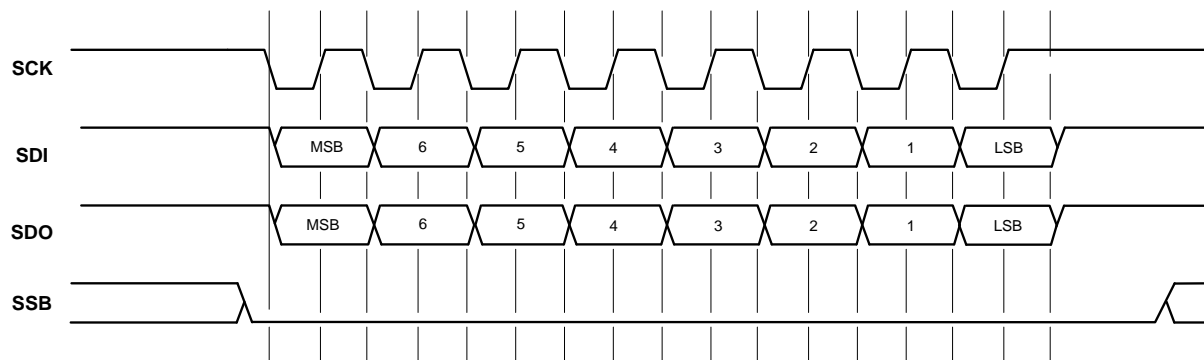 SCK
SDI MSB 6 5 4 3 2 1 LSB
SDO MSB 6 5 4 3 2 1 LSB
SSB